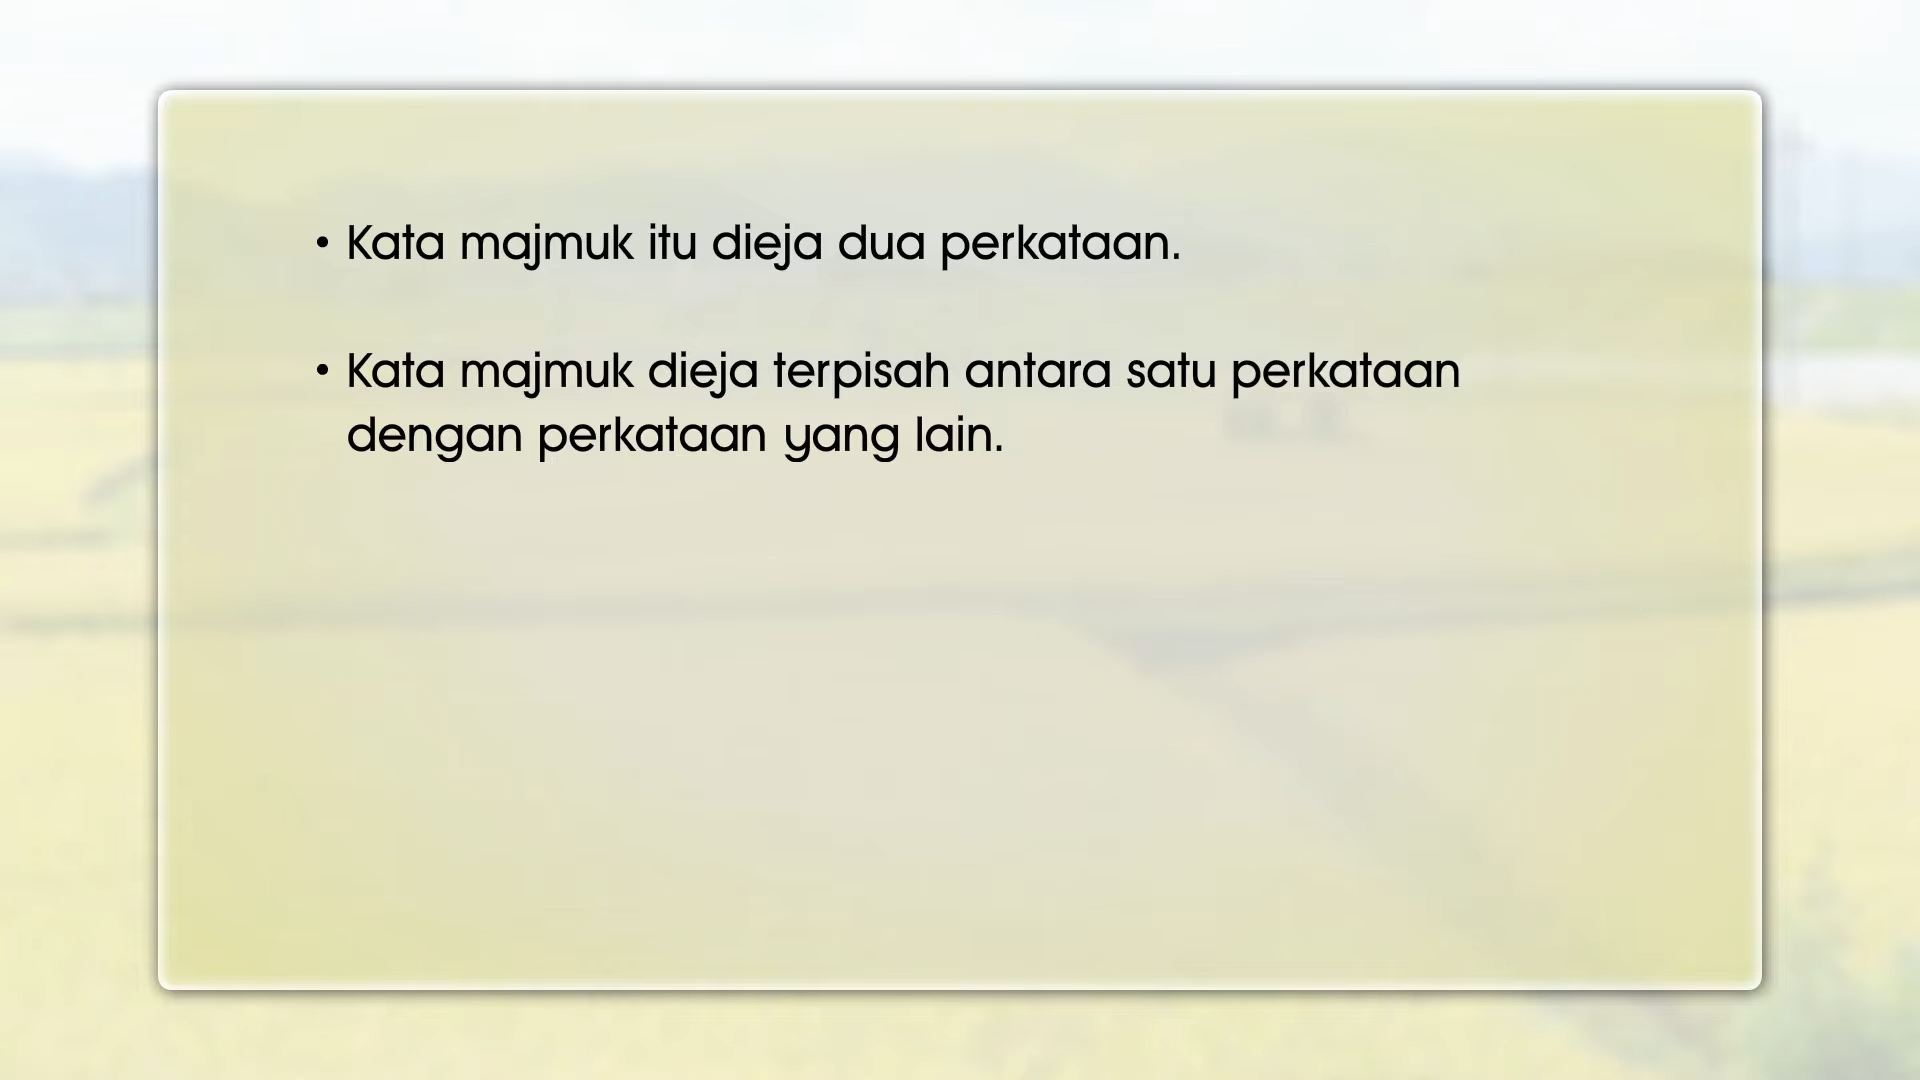 • Kata majmuk itu dieja dua perkataan.
• Kata majmuk dieja terpisah antara satu perkataan
dengan perkataan yang lain.